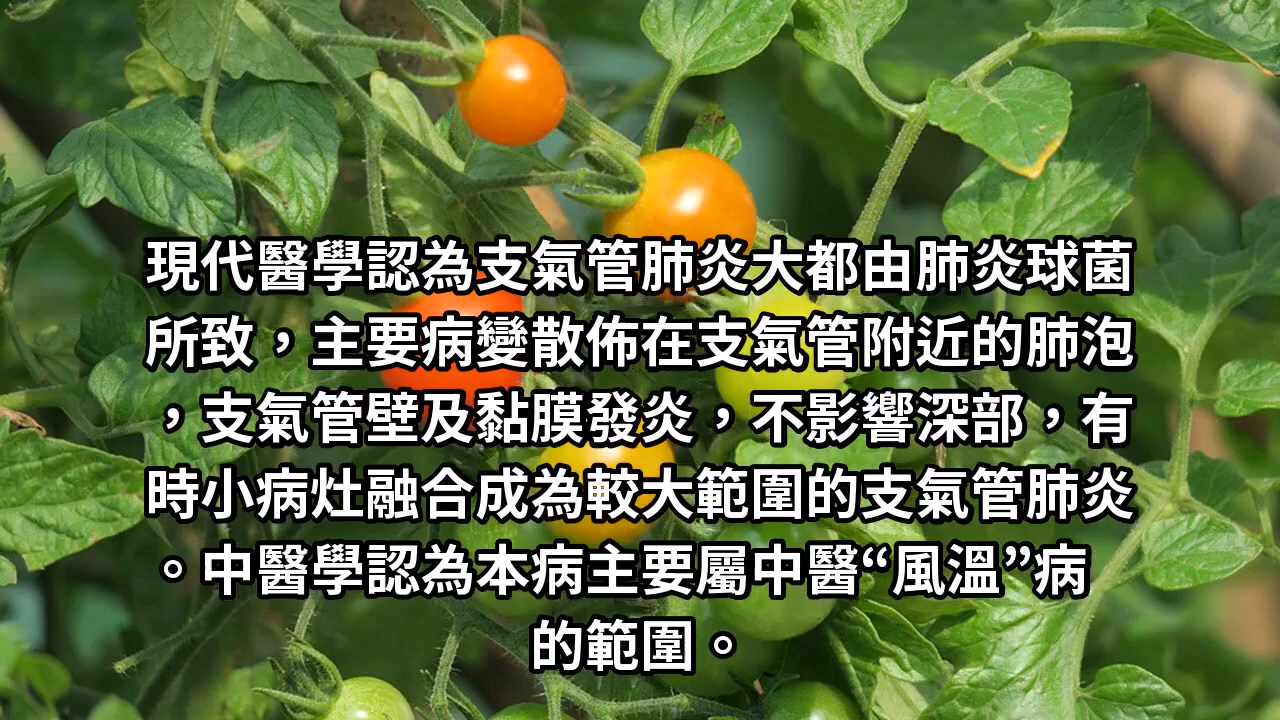 現代醫學認為支氣管肺炎大都由肺炎球菌
所致，主要病變散佈在支氣管附近的肺泡
，支氣管壁及黏膜發炎，不影響深部，有
時小病灶融合成為較大範圍的支氣管肺炎
。中醫學認為本病主要屬中醫“風溫”病
的範圍。